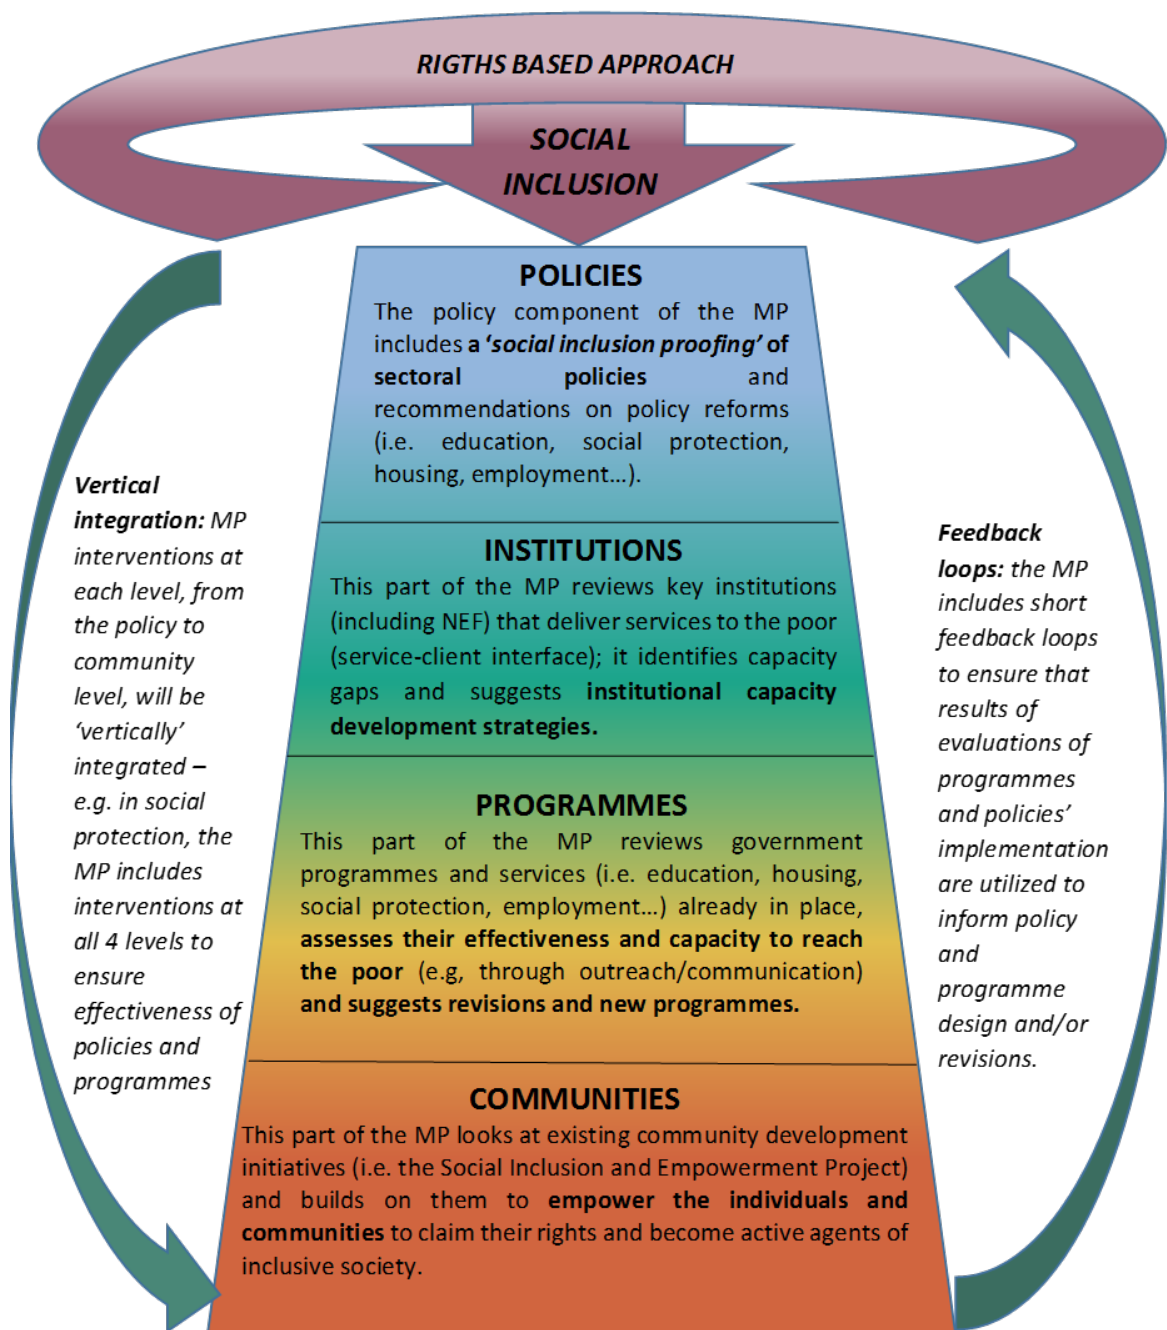 RIGTHS BASED APPROACH
SOCIAL
INCLUSION
POLICIES
The policy component of the MP
includes a ‘social inclusion proofing’ of
sectoral policies and
recommendations on policy reforms
(i.e. education, social protection,
housing, employment…).
Vertical
integration: MP
interventions at
each level, from
the policy to
community
level, will be
‘vertically’
integrated –
e.g. in social
protection, the
MP includes
interventions at
all 4 levels to
ensure
effectiveness of
policies and
programmes
INSTITUTIONS
This part of the MP reviews key institutions
(including NEF) that deliver services to the poor
(service-client interface); it identifies capacity
gaps and suggests institutional capacity
development strategies.
PROGRAMMES
This part of the MP reviews government
programmes and services (i.e. education, housing,
social protection, employment…) already in place,
assesses their effectiveness and capacity to reach
the poor (e.g, through outreach/communication)
and suggests revisions and new programmes.
COMMUNITIES
This part of the MP looks at existing community development
initiatives (i.e. the Social Inclusion and Empowerment Project)
and builds on them to empower the individuals and
communities to claim their rights and become active agents of
inclusive society.
Feedback
loops: the MP
includes short
feedback loops
to ensure that
results of
evaluations of
programmes
and policies’
implementation
are utilized to
inform policy
and
programme
design and/or
revisions.